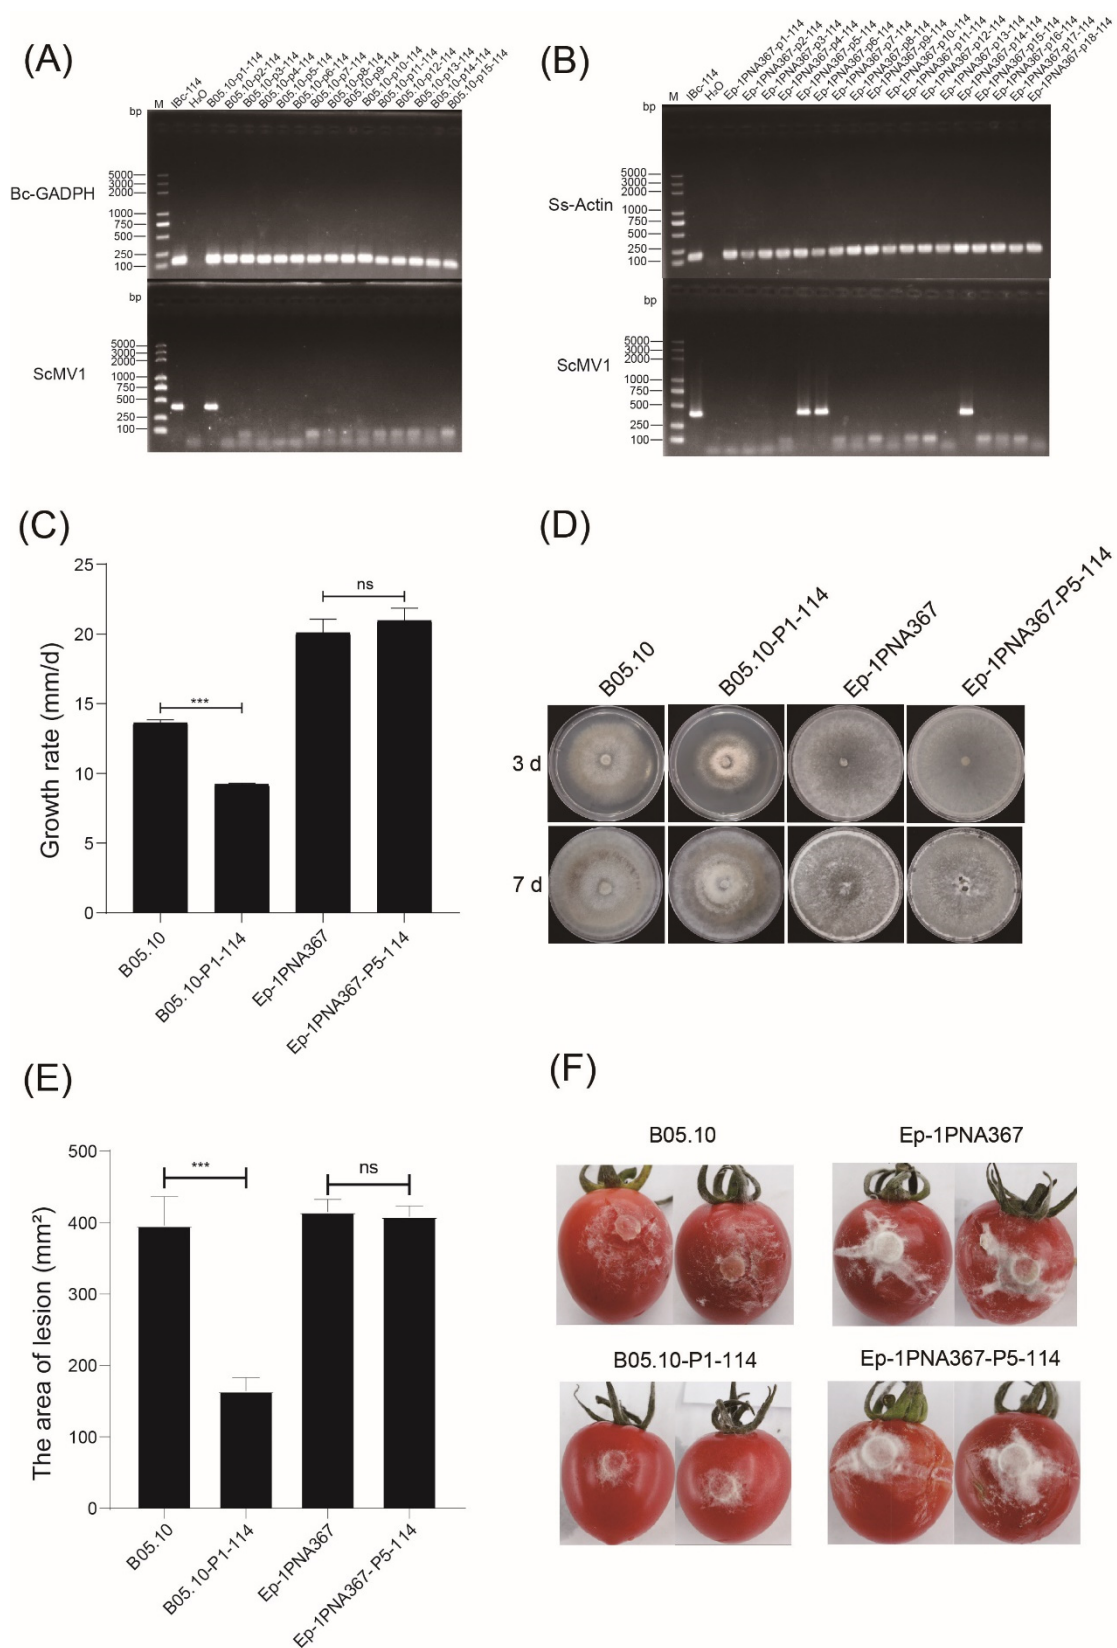 (A)
M
IBc-114
H₂O
B05.10-p1-114
B05.10-p2-114
B05.10-p3-114
B05.10-p4-114
B05.10-p5-114
B05.10-p6-114
B05.10-p7-114
B05.10-p8-114
B05.10-p9-114
B05.10-p10-114
B05.10-p11-114
B05.10-p12-114
B05.10-p13-114
B05.10-p14-114
B05.10-p15-114
bp
Bc-GADPH
5000
3000
2000
1000
750
500
250
100
bp
ScMV1
5000
3000
2000
1000
750
500
250
100
(B)
M
IBc-114
H₂O
Ep-1PNA367-p1-114
Ep-1PNA367-p2-114
Ep-1PNA367-p3-114
Ep-1PNA367-p4-114
Ep-1PNA367-p5-114
Ep-1PNA367-p6-114
Ep-1PNA367-p7-114
Ep-1PNA367-p8-114
Ep-1PNA367-p9-114
Ep-1PNA367-p10-114
Ep-1PNA367-p11-114
Ep-1PNA367-p12-114
Ep-1PNA367-p13-114
Ep-1PNA367-p14-114
Ep-1PNA367-p15-114
Ep-1PNA367-p16-114
Ep-1PNA367-p17-114
Ep-1PNA367-p18-114
bp
Ss-Actin
5000
3000
2000
1000
750
500
250
100
bp
ScMV1
5000
3000
2000
1000
750
500
250
100
(C)
Growth rate (mm/d)
25
20
15
10
5
0
***
ns
B05.10
B05.10-P1-114
Ep-1PNA367
Ep-1PNA367-P5-114
(D)
B05.10
B05.10-P1-114
Ep-1PNA367
Ep-1PNA367-P5-114
3 d
7 d
(E)
The area of lesion (mm²)
500
400
300
200
100
0
***
ns
B05.10
B05.10-P1-114
Ep-1PNA367
Ep-1PNA367-P5-114
(F)
B05.10
Ep-1PNA367
B05.10-P1-114
Ep-1PNA367-P5-114